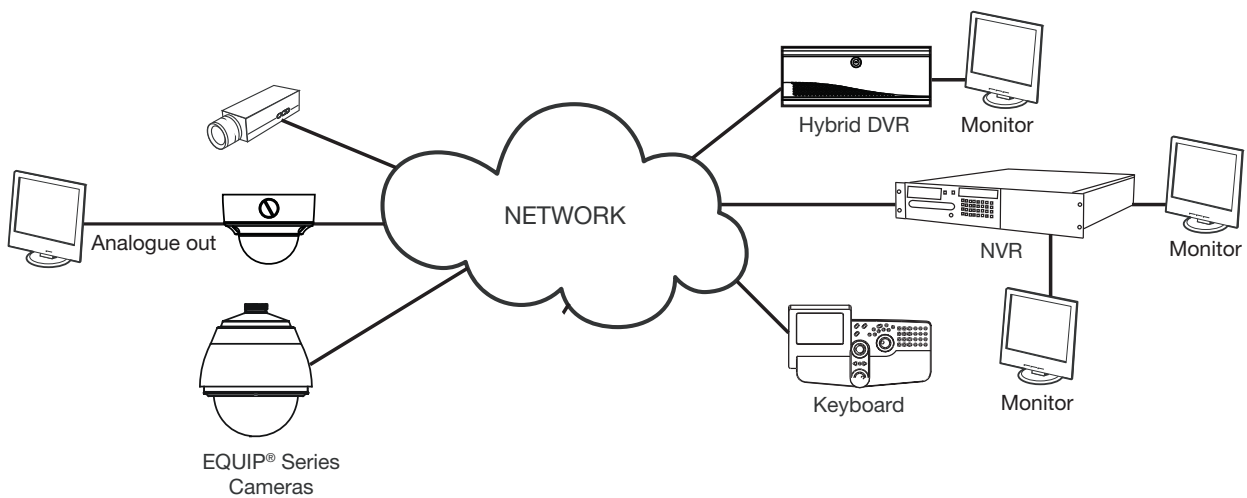 Hybrid DVR
Monitor
NETWORK
Analogue out
NVR
Monitor
Keyboard
Monitor
EQUIP® Series
Cameras